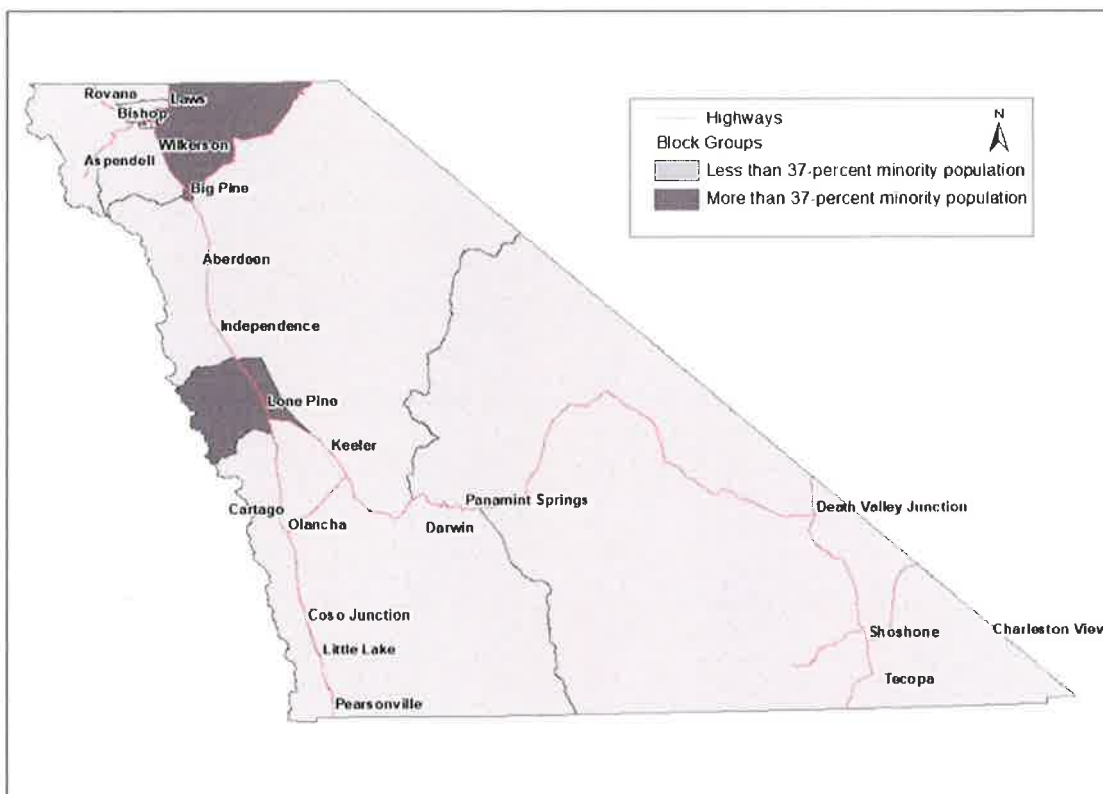 Rovana
Laws
Bishop
Wilkerson
Aspendell
Big Pine
Aberdeen
Independence
Lone Pine
Keeler
Cartago
Olancha
Darwin
Panamint Springs
Death Valley Junction
Coso Junction
Little Lake
Pearsonville
Shoshone
Charleston View
Tecopa
Highways
N
Block Groups
Less than 37-percent minority population
More than 37-percent minority population